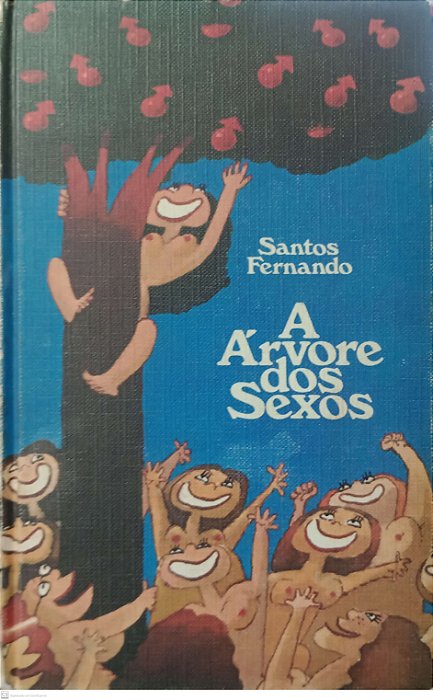 Santos
Fernando
A
Árvore
dos
Sexos